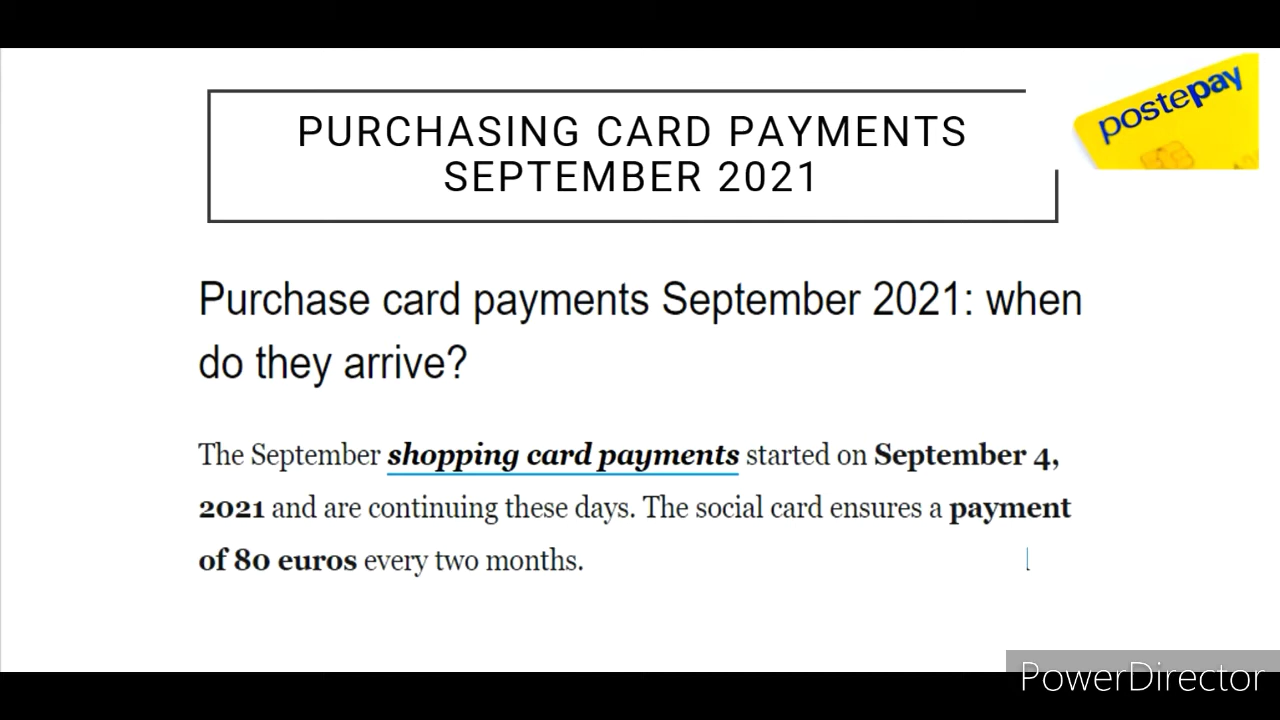 PURCHASING CARD PAYMENTS
SEPTEMBER 2021
postepay
Purchase card payments September 2021: when
do they arrive?
The September shopping card payments started on September 4,
2021 and are continuing these days. The social card ensures a payment
of 80 euros every two months.
PowerDirector